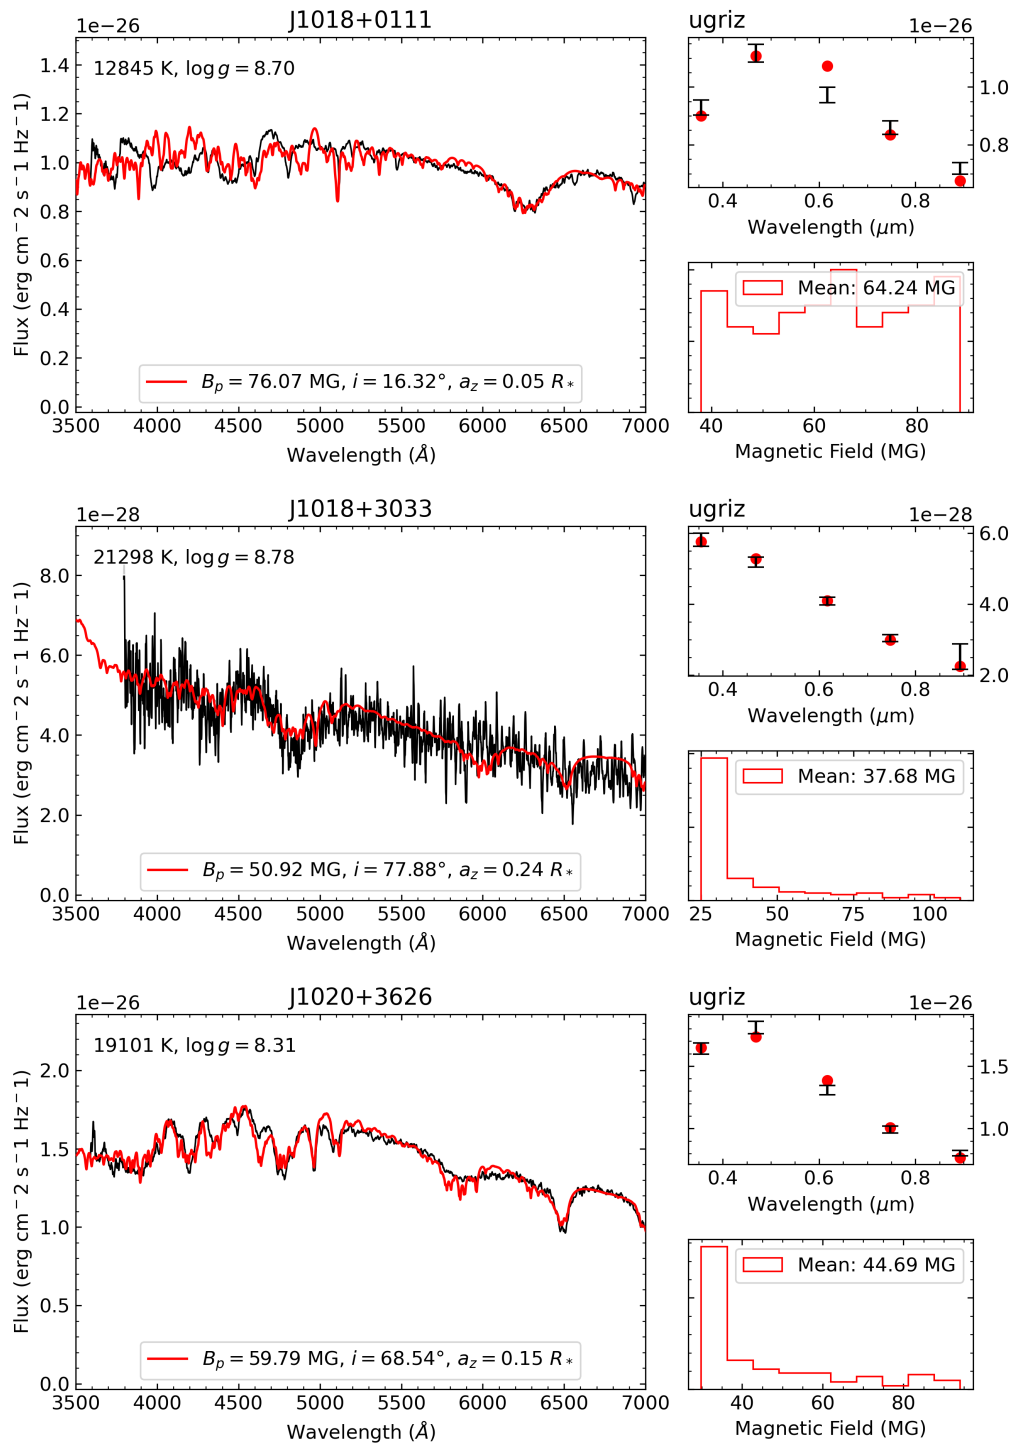 J1018+0111
1e−26
12845 K, log g = 8.70
Flux (erg cm−2 s−1 Hz−1)
1.4
1.2
1.0
0.8
0.6
0.4
0.2
0.0
B_p = 76.07 MG, i = 16.32°, a_z = 0.05 R_*
3500 4000 4500 5000 5500 6000 6500 7000
Wavelength (Å)
ugriz
1e−26
1.0
0.8
0.4 0.6 0.8
Wavelength (μm)
Mean: 64.24 MG
40 60 80
Magnetic Field (MG)
J1018+3033
1e−28
21298 K, log g = 8.78
Flux (erg cm−2 s−1 Hz−1)
8.0
6.0
4.0
2.0
0.0
B_p = 50.92 MG, i = 77.88°, a_z = 0.24 R_*
3500 4000 4500 5000 5500 6000 6500 7000
Wavelength (Å)
ugriz
1e−28
6.0
4.0
2.0
0.4 0.6 0.8
Wavelength (μm)
Mean: 37.68 MG
25 50 75 100
Magnetic Field (MG)
J1020+3626
1e−26
19101 K, log g = 8.31
Flux (erg cm−2 s−1 Hz−1)
2.0
1.5
1.0
0.5
0.0
B_p = 59.79 MG, i = 68.54°, a_z = 0.15 R_*
3500 4000 4500 5000 5500 6000 6500 7000
Wavelength (Å)
ugriz
1e−26
1.5
1.0
0.4 0.6 0.8
Wavelength (μm)
Mean: 44.69 MG
40 60 80
Magnetic Field (MG)